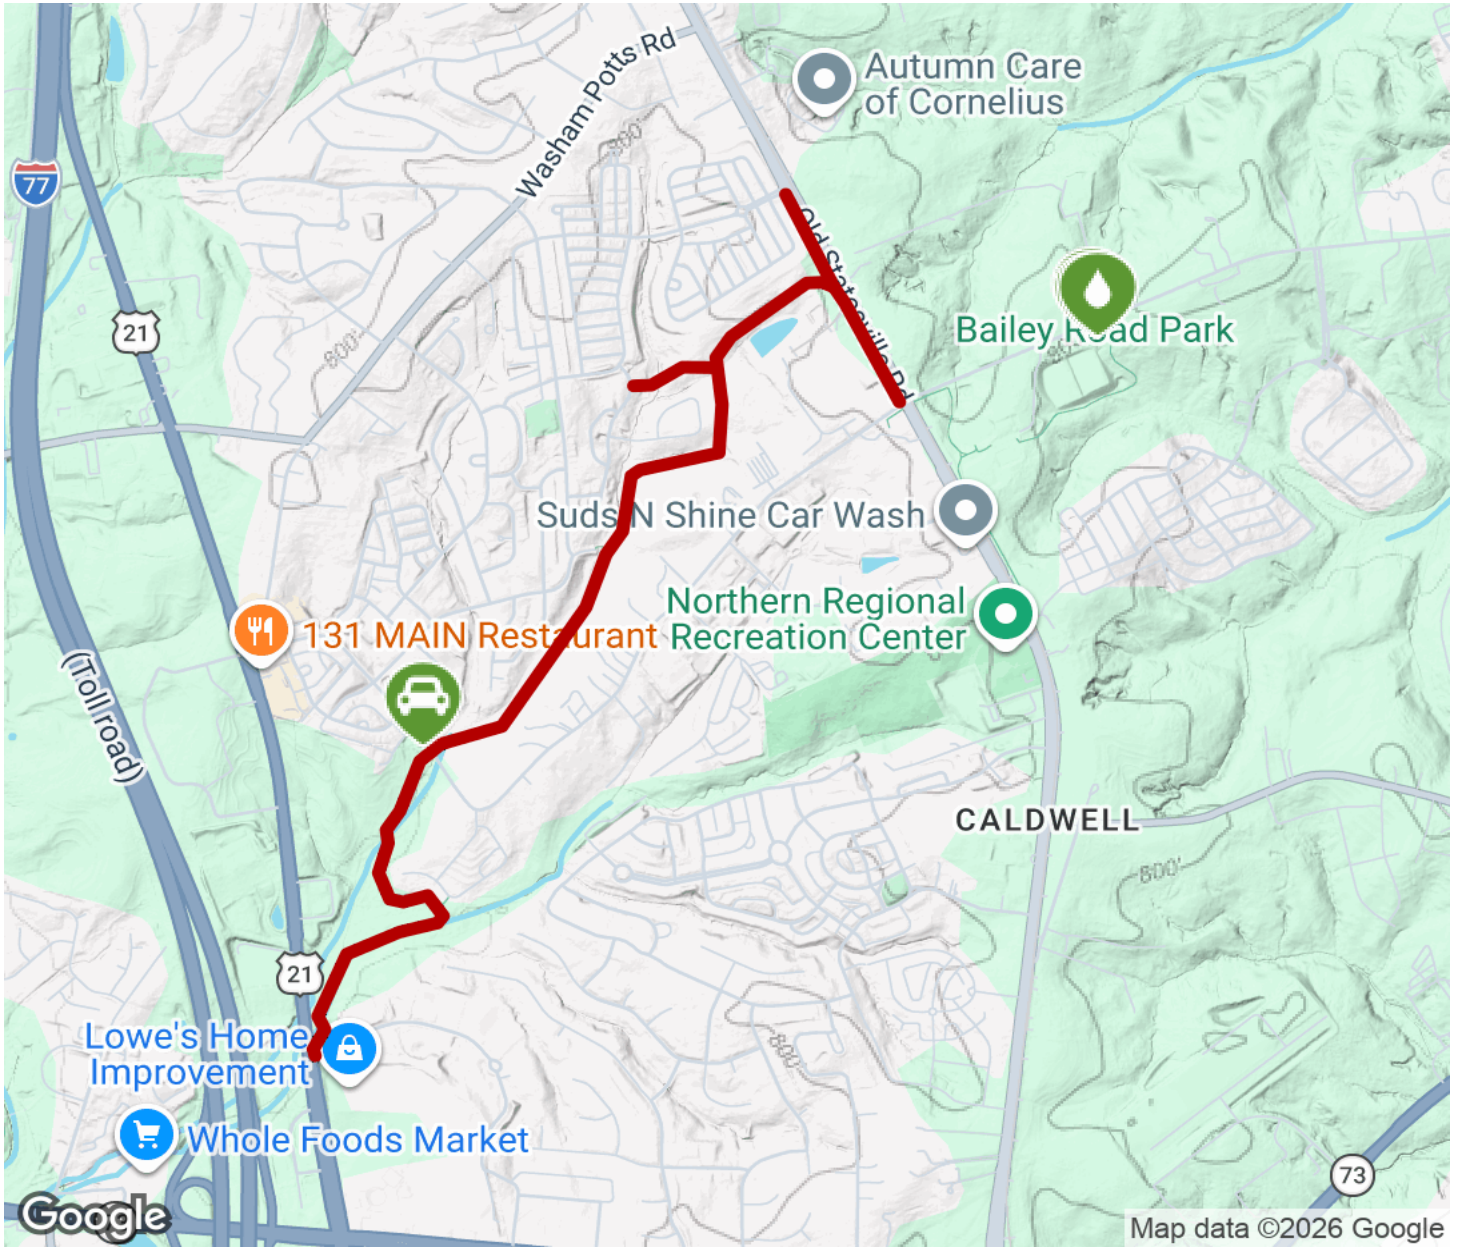 Washam Potts Rd
Autumn Care
of Cornelius
800'
77
Old Statesville Rd
21
800'
Bailey Road Park
Suds N Shine Car Wash
Northern Regional
Recreation Center
131 MAIN Restaurant
(Toll road)
CALDWELL
800'
21
Lowe's Home
Improvement
800'
Whole Foods Market
73
Google
Map data ©2026 Google